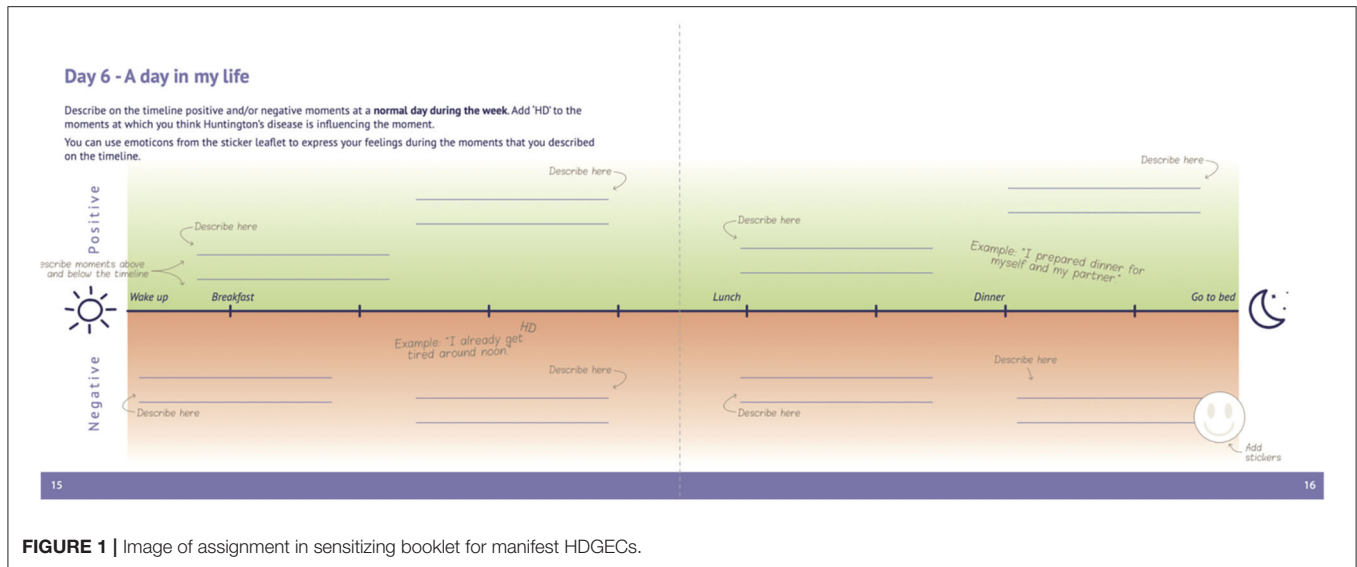 Day 6 - A day in my life
Describe on the timeline positive and/or negative moments at a normal day during the week. Add 'HD' to the
moments at which you think Huntington's disease is influencing the moment.
You can use emoticons from the sticker leaflet to express your feelings during the moments that you described
on the timeline.
Positive
Describe here
Describe here
Describe here
Describe here
escribe moments above
and below the timeline
Example: "I prepared dinner for
myself and my partner."
Wake up
Breakfast
Lunch
Dinner
Go to bed
Negative
HD
Example: "I already get
tired around noon."
Describe here
Describe here
Describe here
Describe here
Add
stickers
15
16
FIGURE 1 | Image of assignment in sensitizing booklet for manifest HDGECs.